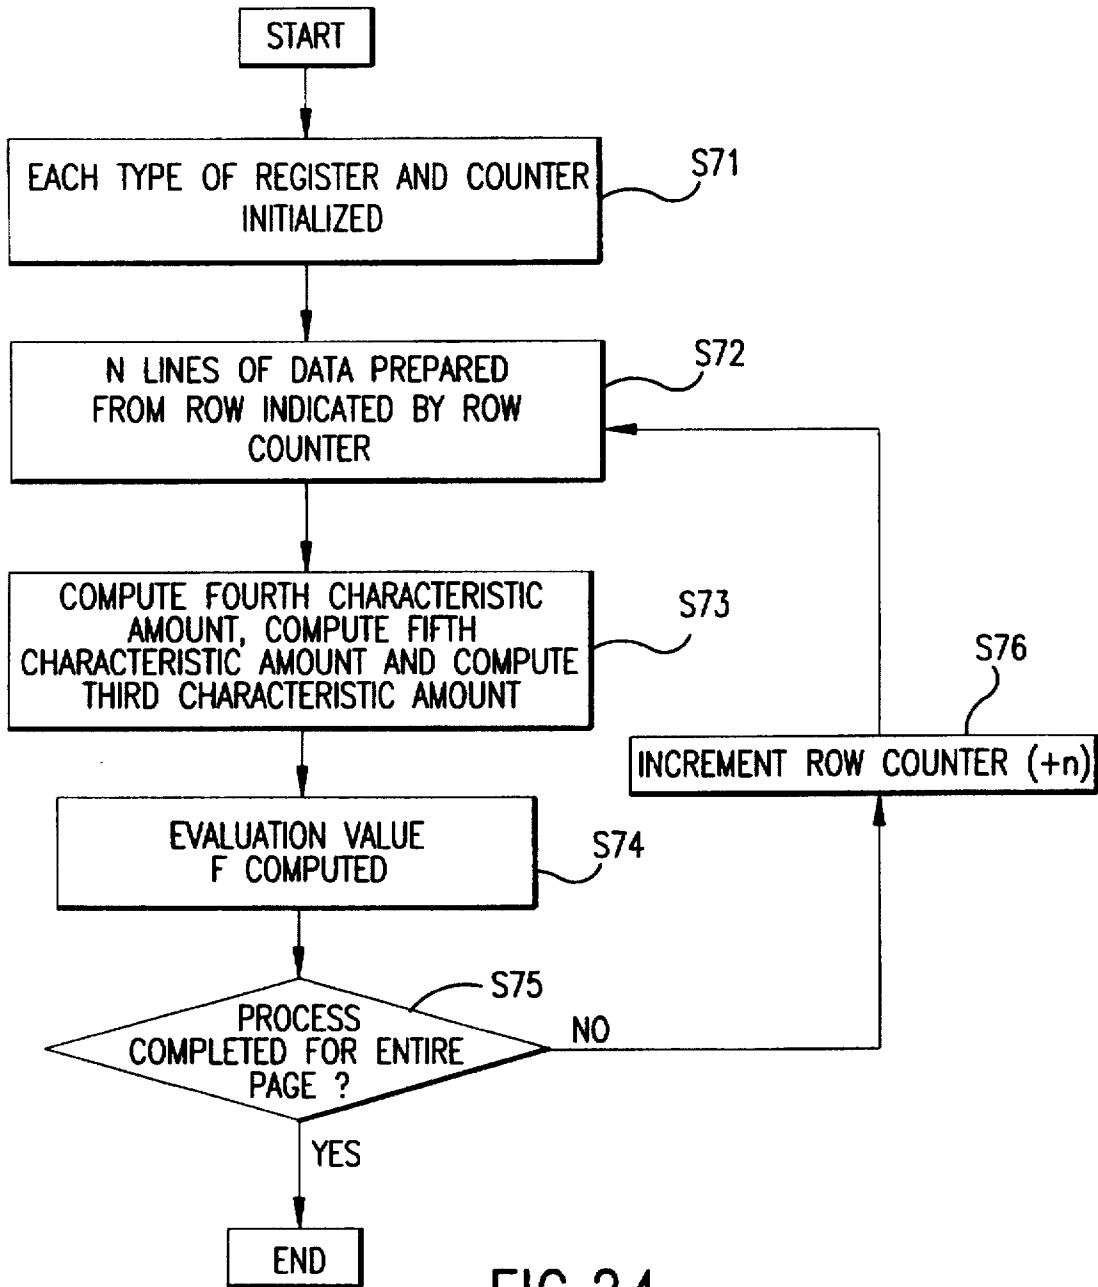 START
EACH TYPE OF REGISTER AND COUNTER
INITIALIZED
S71
N LINES OF DATA PREPARED
FROM ROW INDICATED BY ROW
COUNTER
S72
COMPUTE FOURTH CHARACTERISTIC
AMOUNT, COMPUTE FIFTH
CHARACTERISTIC AMOUNT AND COMPUTE
THIRD CHARACTERISTIC AMOUNT
S73
S76
INCREMENT ROW COUNTER (+n)
EVALUATION VALUE
F COMPUTED
S74
S75
PROCESS
COMPLETED FOR ENTIRE
PAGE ?
NO
YES
END
FIG.24